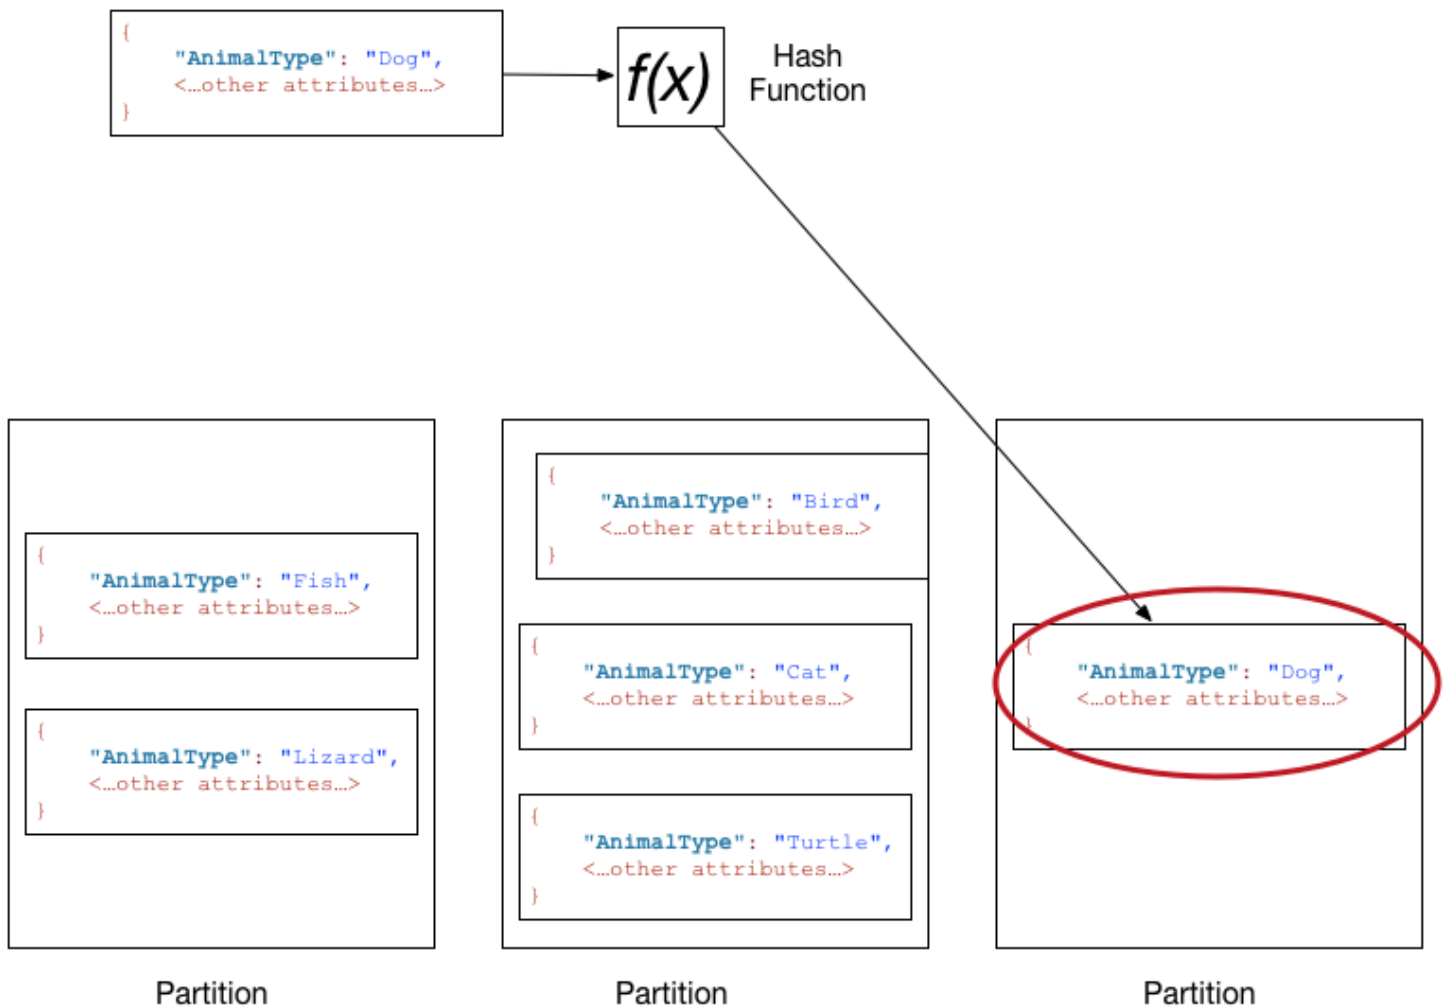 {
"AnimalType": "Dog",
<…other attributes…>
}
f(x)
Hash
Function
{
"AnimalType": "Fish",
<…other attributes…>
}
{
"AnimalType": "Lizard",
<…other attributes…>
}
Partition
{
"AnimalType": "Bird",
<…other attributes…>
}
{
"AnimalType": "Cat",
<…other attributes…>
}
{
"AnimalType": "Turtle",
<…other attributes…>
}
Partition
{
"AnimalType": "Dog",
<…other attributes…>
}
Partition